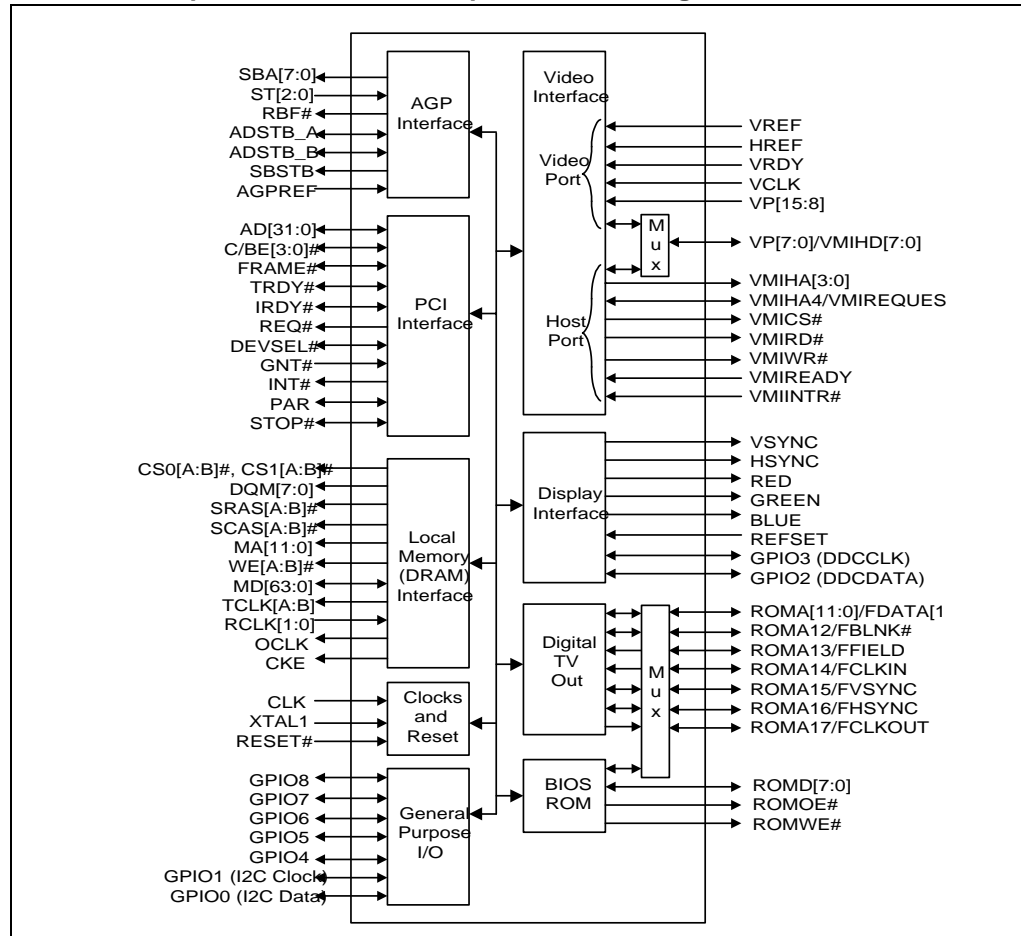 SBA[7:0]
ST[2:0]
RBF#
ADSTB_A
ADSTB_B
SBSTB
AGPREF
AGP
Interface
AD[31:0]
C/BE[3:0]#
FRAME#
TRDY#
IRDY#
REQ#
DEVSEL#
GNT#
INT#
PAR
STOP#
PCI
Interface
CS0[A:B]#, CS1[A:B]#
DQM[7:0]
SRAS[A:B]#
SCAS[A:B]#
MA[11:0]
WE[A:B]#
MD[63:0]
TCLK[A:B]
RCLK[1:0]
OCLK
CKE
Local
Memory
(DRAM)
Interface
CLK
XTAL1
RESET#
Clocks
and
Reset
GPIO8
GPIO7
GPIO6
GPIO5
GPIO4
GPIO1 (I2C Clock)
GPIO0 (I2C Data)
General
Purpose
I/O
Video
Interface
Video
Port
Host
Port
Mux
VREF
HREF
VRDY
VCLK
VP[15:8]
VP[7:0]/VMIHD[7:0]
VMIHA[3:0]
VMIHA4/VMIREQUES
VMICS#
VMIRD#
VMIWR#
VMIREADY
VMIINTR#
Display
Interface
VSYNC
HSYNC
RED
GREEN
BLUE
REFSET
GPIO3 (DDCCLK)
GPIO2 (DDCDATA)
Digital
TV
Out
Mux
ROMA[11:0]/FDATA[1
ROMA12/FBLNK#
ROMA13/FFIELD
ROMA14/FCLKIN
ROMA15/FVSYNC
ROMA16/FHSYNC
ROMA17/FCLKOUT
BIOS
ROM
ROMD[7:0]
ROMOE#
ROMWE#